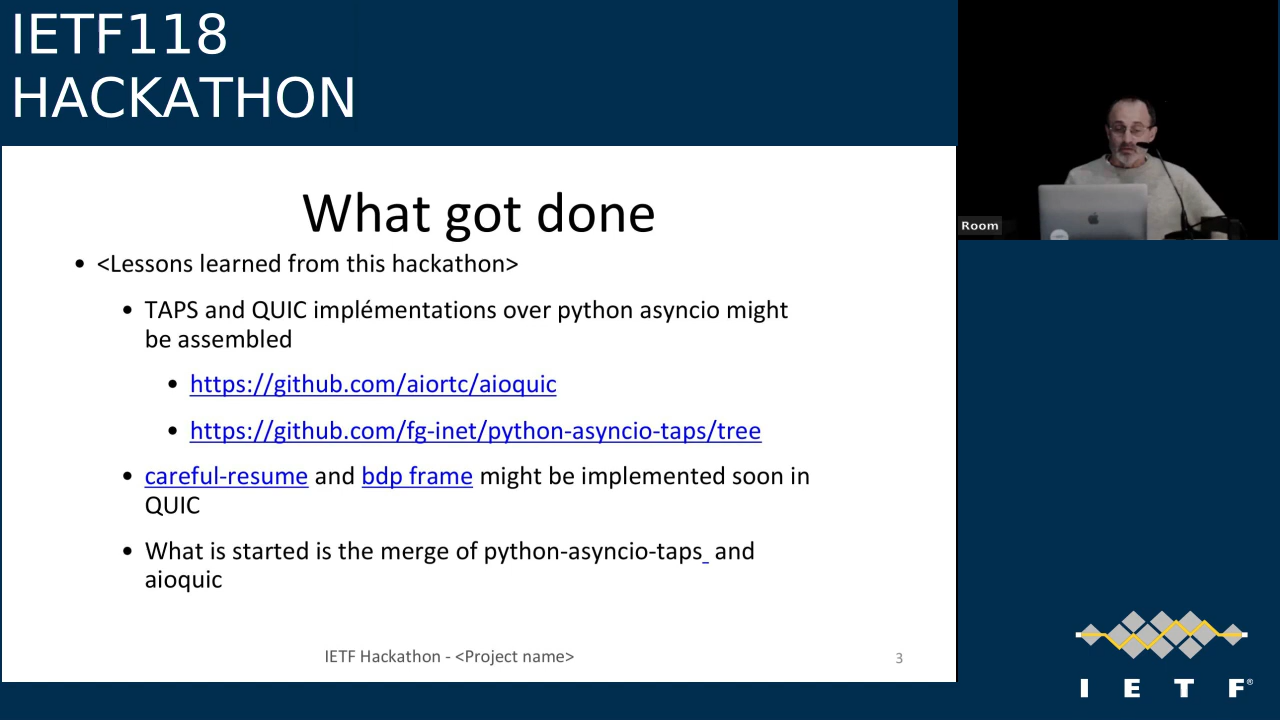 IETF118
HACKATHON
What got done
• <Lessons learned from this hackathon>
• TAPS and QUIC implémentations over python asyncio might
be assembled
• https://github.com/aiortc/aioquic
• https://github.com/fg-inet/python-asyncio-taps/tree
• careful-resume and bdp frame might be implemented soon in
QUIC
• What is started is the merge of python-asyncio-taps_ and
aioquic
IETF Hackathon - <Project name>
3
Room
I E T F®